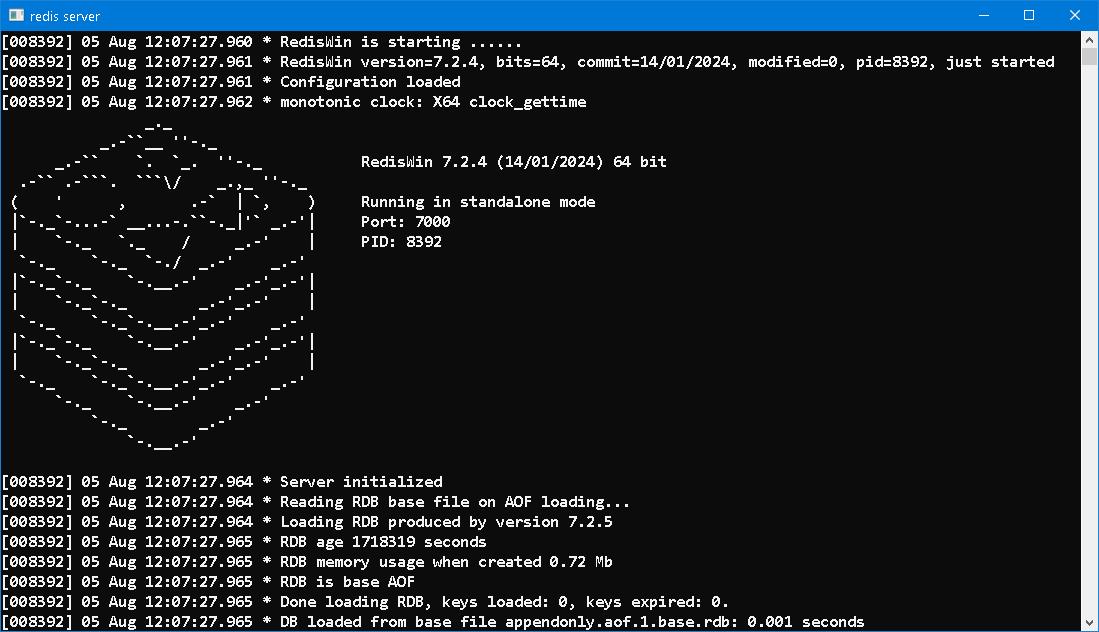 redis server
[008392] 05 Aug 12:07:27.960 * RedisWin is starting ......
[008392] 05 Aug 12:07:27.961 * RedisWin version=7.2.4, bits=64, commit=14/01/2024, modified=0, pid=8392, just started
[008392] 05 Aug 12:07:27.961 * Configuration loaded
[008392] 05 Aug 12:07:27.962 * monotonic clock: X64 clock_gettime
RedisWin 7.2.4 (14/01/2024) 64 bit
Running in standalone mode
Port: 7000
PID: 8392
[008392] 05 Aug 12:07:27.964 * Server initialized
[008392] 05 Aug 12:07:27.964 * Reading RDB base file on AOF loading...
[008392] 05 Aug 12:07:27.964 * Loading RDB produced by version 7.2.5
[008392] 05 Aug 12:07:27.965 * RDB age 1718319 seconds
[008392] 05 Aug 12:07:27.965 * RDB memory usage when created 0.72 Mb
[008392] 05 Aug 12:07:27.965 * RDB is base AOF
[008392] 05 Aug 12:07:27.965 * Done loading RDB, keys loaded: 0, keys expired: 0.
[008392] 05 Aug 12:07:27.965 * DB loaded from base file appendonly.aof.1.base.rdb: 0.001 seconds